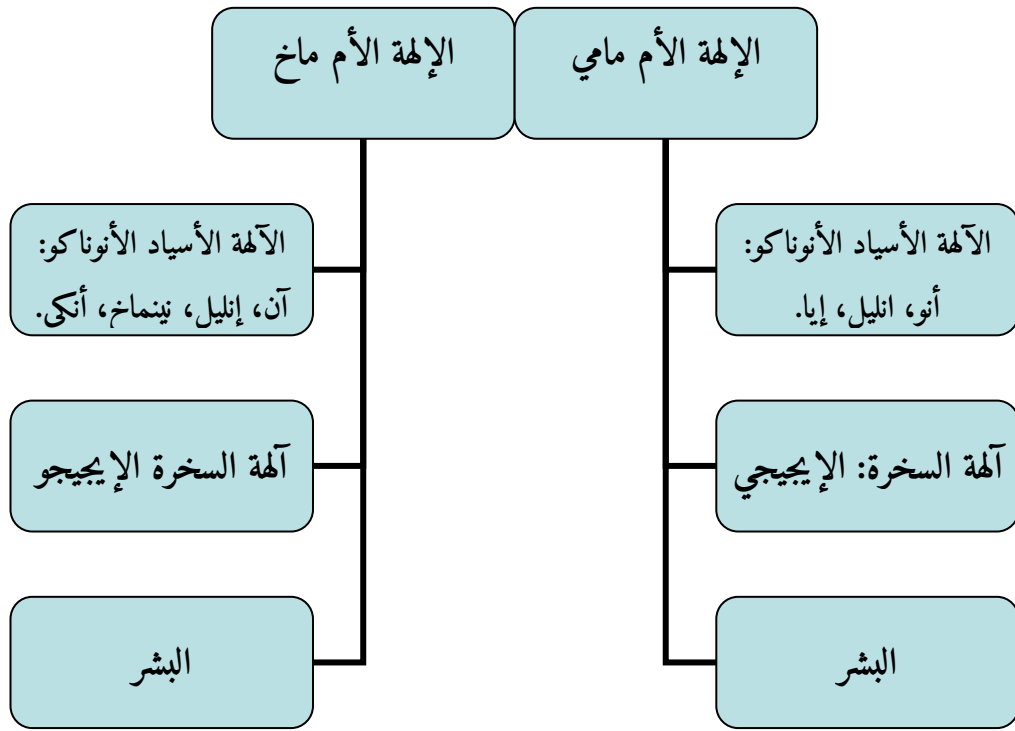 الإلهة الأم مامي
الإلهة الأم ماخ
الآلهة الأسياد الأنوناكو:
أنو، انليل، إيا.
الآلهة الأسياد الأنوناكو:
آن، إنليل، نينماخ، أنكى.
آلهة السخرة: الإيجيجي
آلهة السخرة الإيجيجو
البشر
البشر